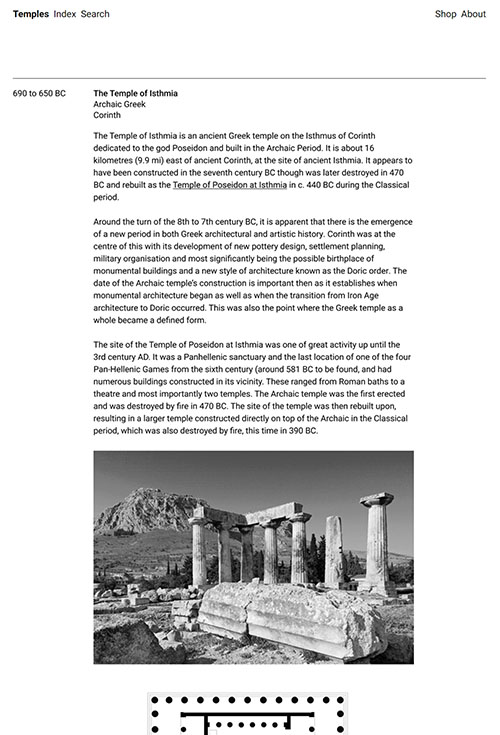 Temples Index Search
Shop About
690 to 650 BC
The Temple of Isthmia
Archaic Greek
Corinth
The Temple of Isthmia is an ancient Greek temple on the Isthmus of Corinth
dedicated to the god Poseidon and built in the Archaic Period. It is about 16
kilometres (9.9 mi) east of ancient Corinth, at the site of ancient Isthmia. It appears to
have been constructed in the seventh century BC though was later destroyed in 470
BC and rebuilt as the Temple of Poseidon at Isthmia in c. 440 BC during the Classical
period.
Around the turn of the 8th to 7th century BC, it is apparent that there is the emergence
of a new period in both Greek architectural and artistic history. Corinth was at the
centre of this with its development of new pottery design, settlement planning,
military organisation and most significantly being the possible birthplace of
monumental buildings and a new style of architecture known as the Doric order. The
date of the Archaic temple's construction is important then as it establishes when
monumental architecture began as well as when the transition from Iron Age
architecture to Doric occurred. This was also the point where the Greek temple as a
whole became a defined form.
The site of the Temple of Poseidon at Isthmia was one of great activity up until the
3rd century AD. It was a Panhellenic sanctuary and the last location of one of the four
Pan-Hellenic Games from the sixth century (around 581 BC to be found, and had
numerous buildings constructed in its vicinity. These ranged from Roman baths to a
theatre and most importantly two temples. The Archaic temple was the first erected
and was destroyed by fire in 470 BC. The site of the temple was then rebuilt upon,
resulting in a larger temple constructed directly on top of the Archaic in the Classical
period, which was also destroyed by fire, this time in 390 BC.